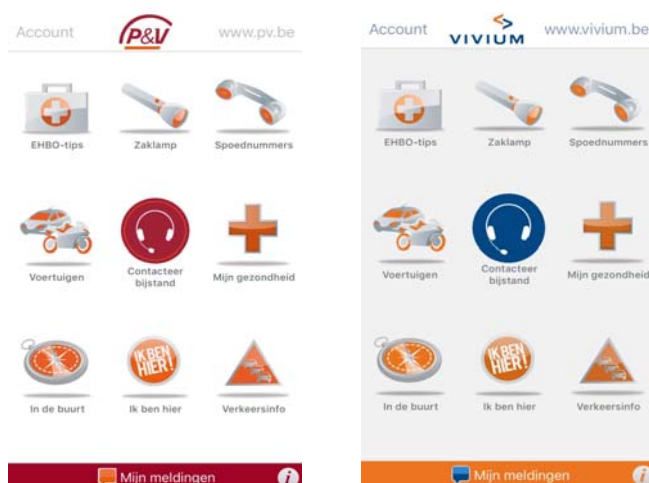 Account P&V www.pv.be
EHBO-tips Zaklamp Spoednummers
Voertuigen Contacteer bijstand Mijn gezondheid
IK BEN HIER!
In de buurt Ik ben hier Verkeersinfo
Mijn meldingen i
Account VIVIUM www.vivium.be
EHBO-tips Zaklamp Spoednummers
Voertuigen Contacteer bijstand Mijn gezondheid
IK BEN HIER!
In de buurt Ik ben hier Verkeersinfo
Mijn meldingen i